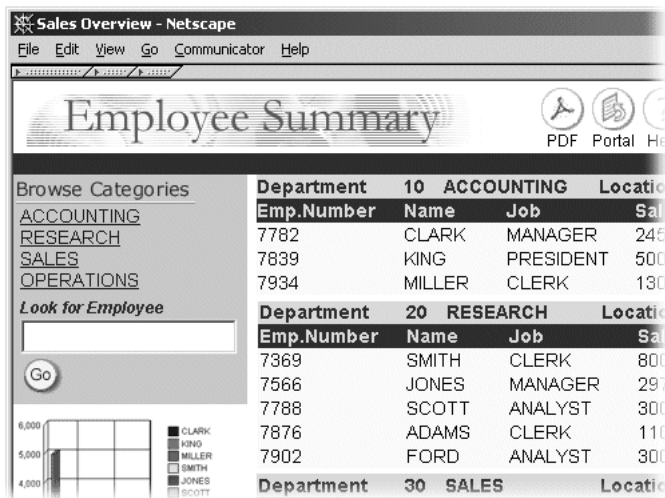 Sales Overview - Netscape
File Edit View Go Communicator Help
Employee Summary
PDF Portal
Browse Categories
ACCOUNTING
RESEARCH
SALES
OPERATIONS
Look for Employee
Go
6,000
5,000
4,000
CLARK
KING
MILLER
SMITH
JONES
SCOTT
Department 10 ACCOUNTING
Emp.Number Name Job
7782 CLARK MANAGER
7839 KING PRESIDENT
7934 MILLER CLERK
Department 20 RESEARCH
Emp.Number Name Job
7369 SMITH CLERK
7566 JONES MANAGER
7788 SCOTT ANALYST
7876 ADAMS CLERK
7902 FORD ANALYST
Department 30 SALES